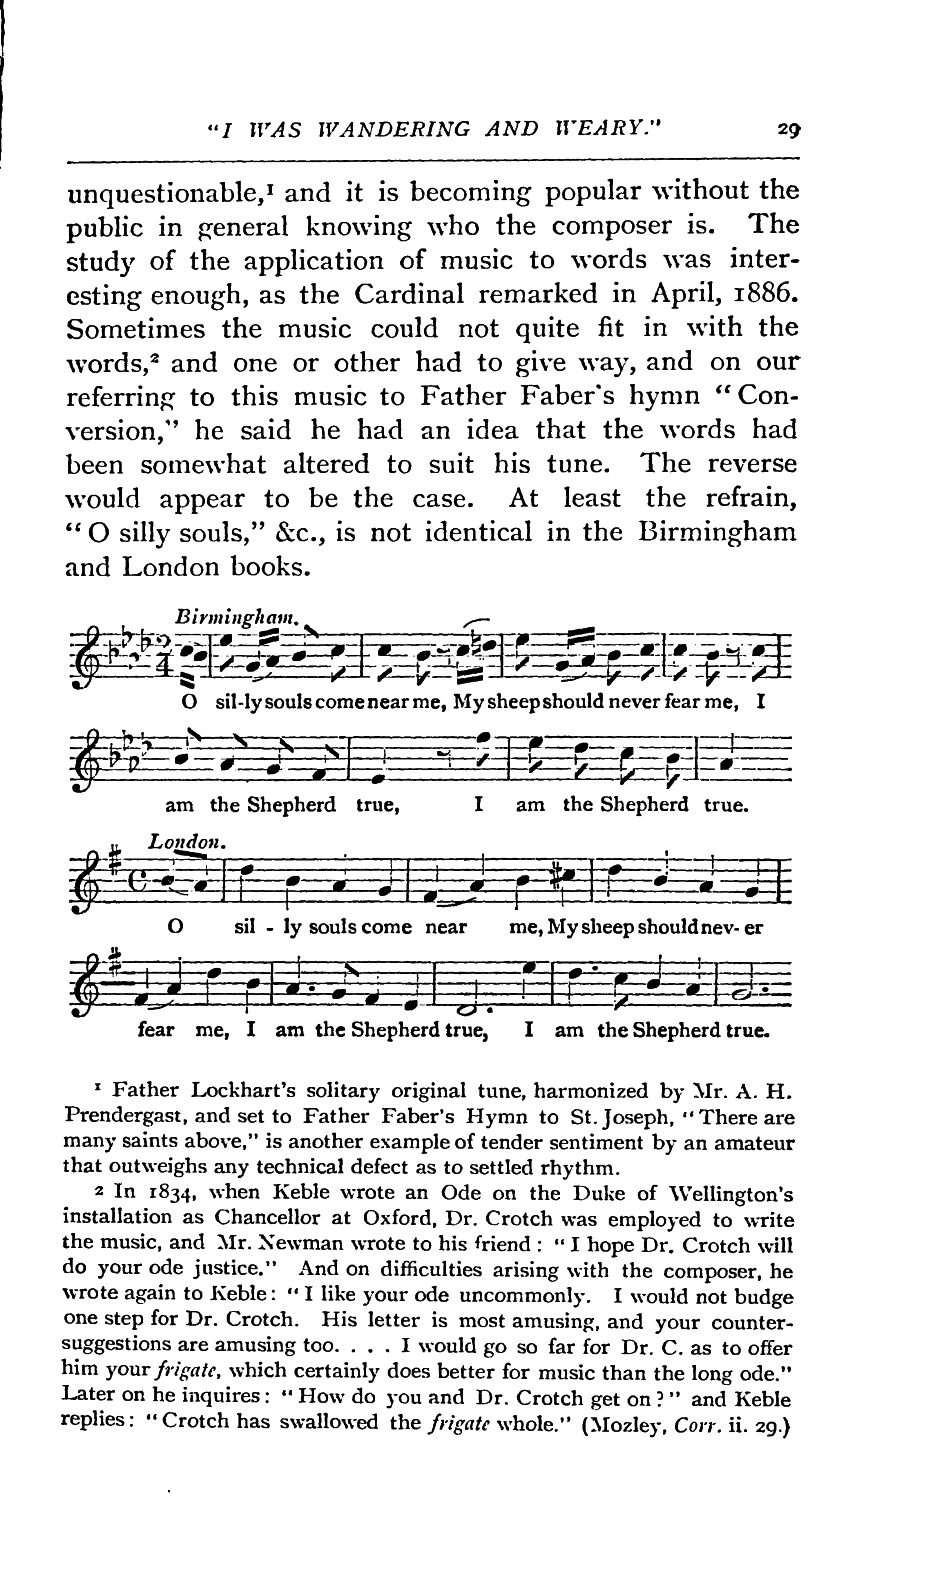 "I WAS WANDERING AND WEARY." 29
unquestionable,¹ and it is becoming popular without the
public in general knowing who the composer is. The
study of the application of music to words was inter-
esting enough, as the Cardinal remarked in April, 1886.
Sometimes the music could not quite fit in with the
words,² and one or other had to give way, and on our
referring to this music to Father Faber's hymn "Con-
version," he said he had an idea that the words had
been somewhat altered to suit his tune. The reverse
would appear to be the case. At least the refrain,
"O silly souls," &c., is not identical in the Birmingham
and London books.
Birmingham.
2
4
O sil-ly souls come near me, My sheep should never fear me, I
am the Shepherd true, I am the Shepherd true.
London.
O sil - ly souls come near me, My sheep should nev- er
fear me, I am the Shepherd true, I am the Shepherd true.
¹ Father Lockhart's solitary original tune, harmonized by Mr. A. H.
Prendergast, and set to Father Faber's Hymn to St. Joseph, "There are
many saints above," is another example of tender sentiment by an amateur
that outweighs any technical defect as to settled rhythm.
2 In 1834, when Keble wrote an Ode on the Duke of Wellington's
installation as Chancellor at Oxford, Dr. Crotch was employed to write
the music, and Mr. Newman wrote to his friend : "I hope Dr. Crotch will
do your ode justice." And on difficulties arising with the composer, he
wrote again to Keble : "I like your ode uncommonly. I would not budge
one step for Dr. Crotch. His letter is most amusing, and your counter-
suggestions are amusing too. . . . I would go so far for Dr. C. as to offer
him your frigate, which certainly does better for music than the long ode."
Later on he inquires : "How do you and Dr. Crotch get on ?" and Keble
replies : "Crotch has swallowed the frigate whole." (Mozley, Corr. ii. 29.)